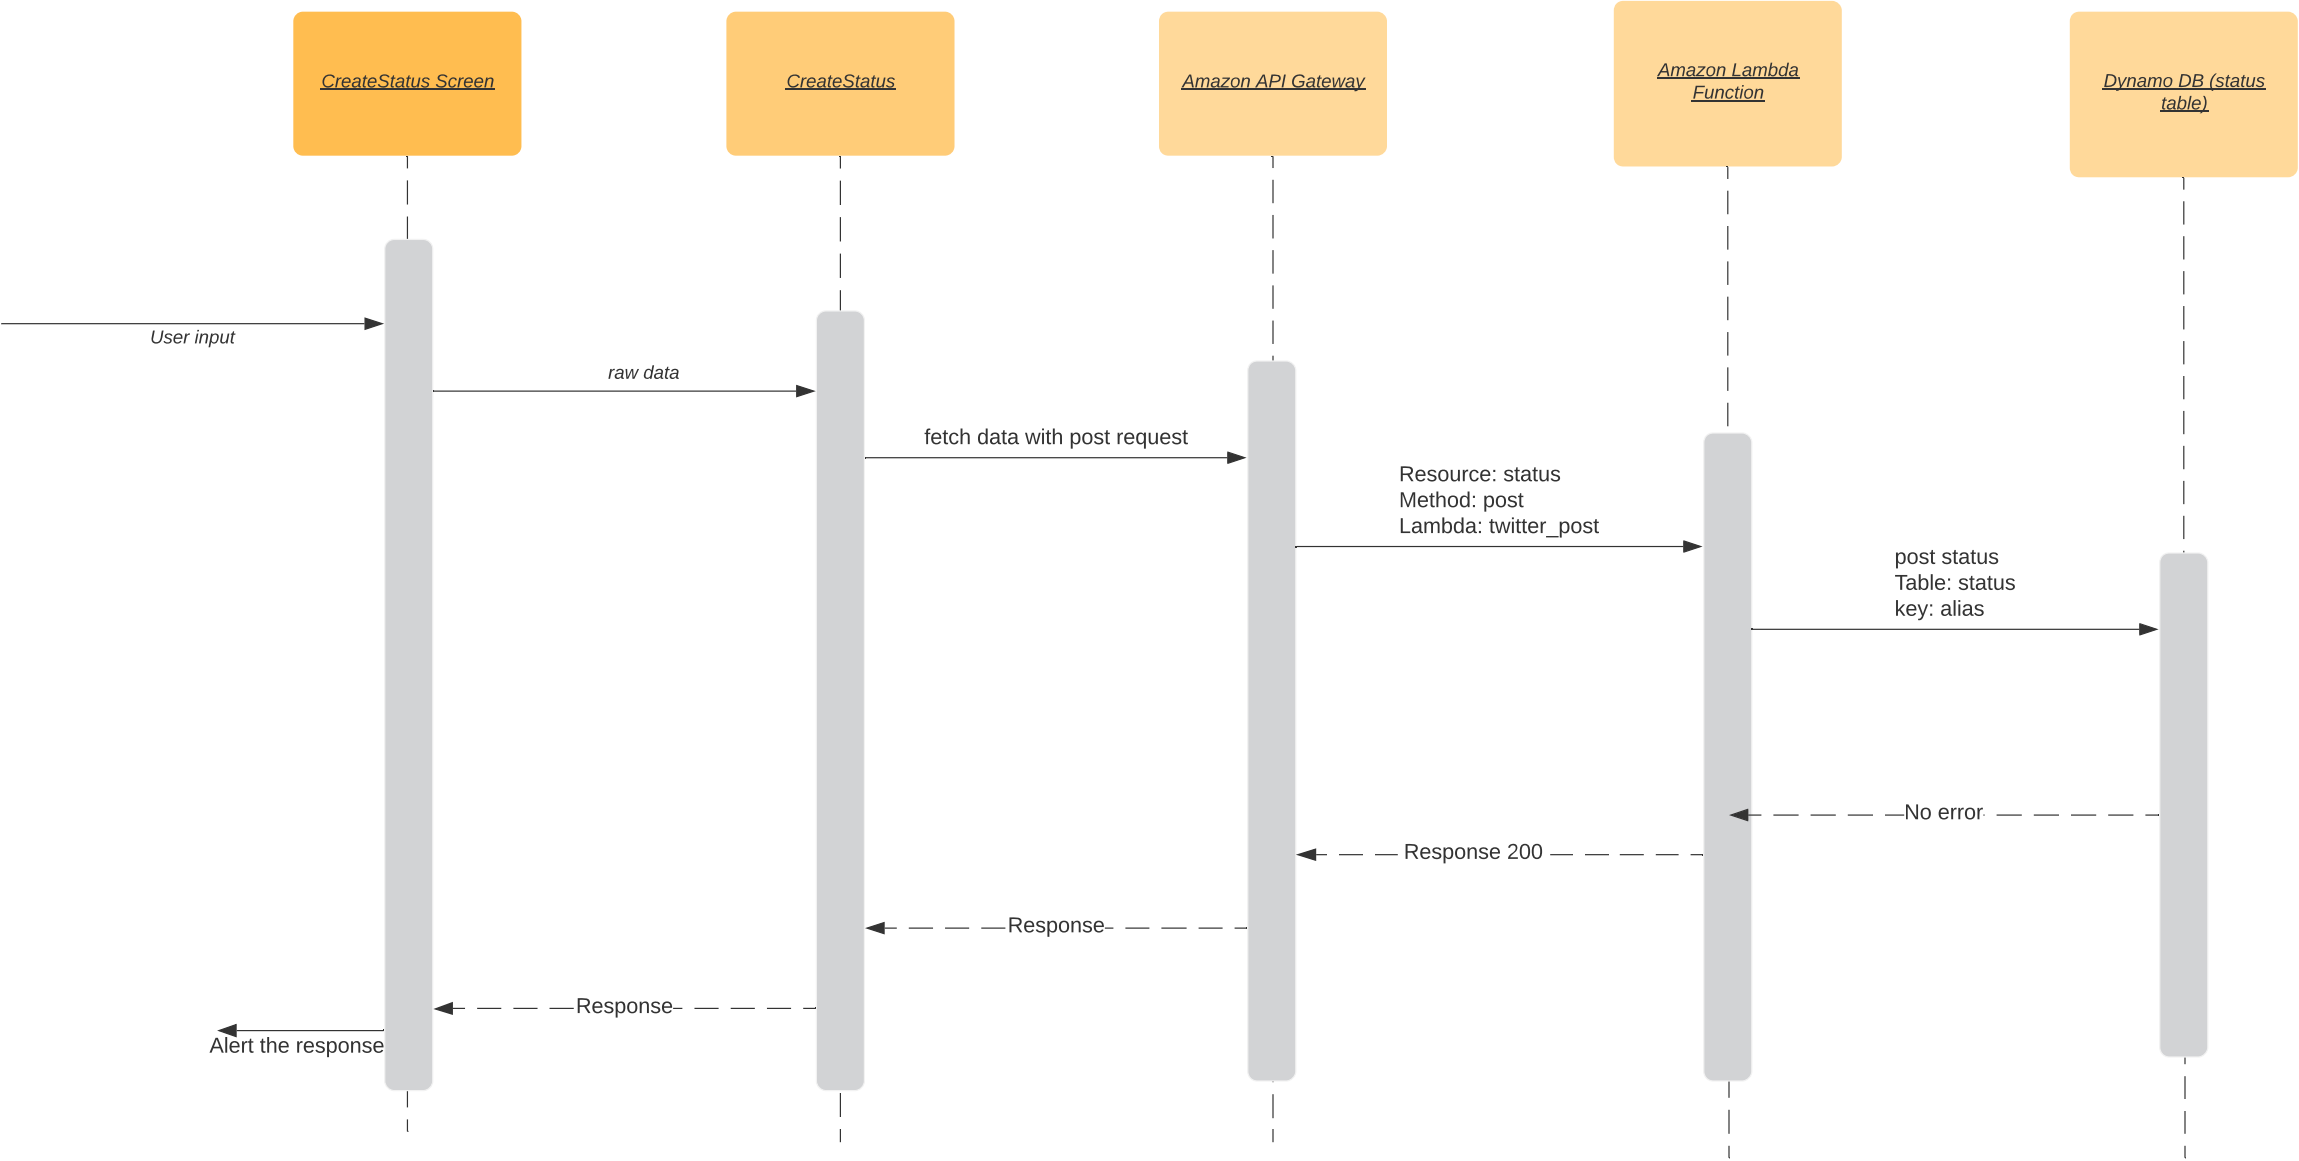 CreateStatus Screen
CreateStatus
Amazon API Gateway
Amazon Lambda
Function
Dynamo DB (status
table)
User input
raw data
fetch data with post request
Resource: status
Method: post
Lambda: twitter_post
post status
Table: status
key: alias
No error
Response 200
Response
Response
Alert the response